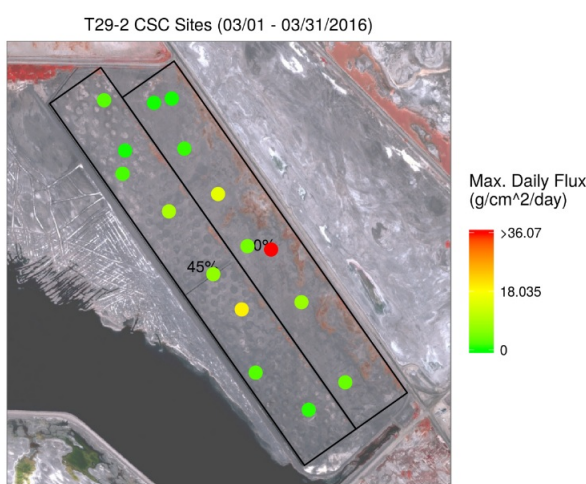 T29-2 CSC Sites (03/01 - 03/31/2016)
Max. Daily Flux
(g/cm^2/day)
>36.07
18.035
0
0%
45%